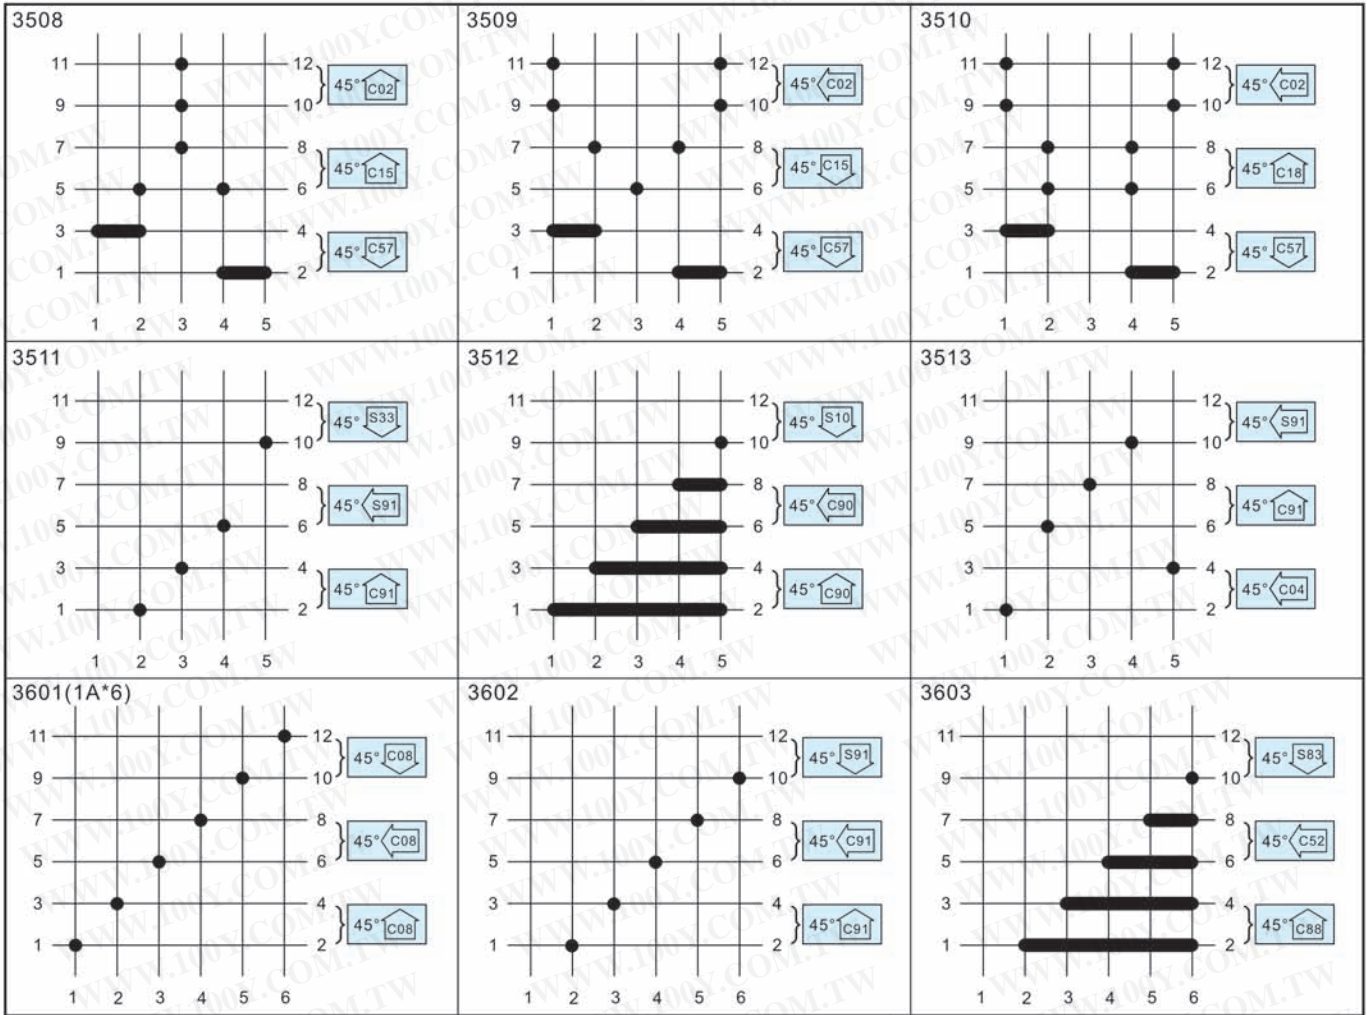 3508
11 12 45° C02
9 10
7 8 45° C15
5 6
3 4 45° C57
1 2
1 2 3 4 5
3509
11 12 45° C02
9 10
7 8 45° C15
5 6
3 4 45° C57
1 2
1 2 3 4 5
3510
11 12 45° C02
9 10
7 8 45° C18
5 6
3 4 45° C57
1 2
1 2 3 4 5
3511
11 12 45° S33
9 10
7 8 45° S91
5 6
3 4 45° C91
1 2
1 2 3 4 5
3512
11 12 45° S10
9 10
7 8 45° C90
5 6
3 4 45° C90
1 2
1 2 3 4 5
3513
11 12 45° S91
9 10
7 8 45° C91
5 6
3 4 45° C04
1 2
1 2 3 4 5
3601(1A*6)
11 12 45° C08
9 10
7 8 45° C08
5 6
3 4 45° C08
1 2
1 2 3 4 5 6
3602
11 12 45° S91
9 10
7 8 45° C91
5 6
3 4 45° C91
1 2
1 2 3 4 5 6
3603
11 12 45° S83
9 10
7 8 45° C52
5 6
3 4 45° C88
1 2
1 2 3 4 5 6
WWW.100Y.COM.TW